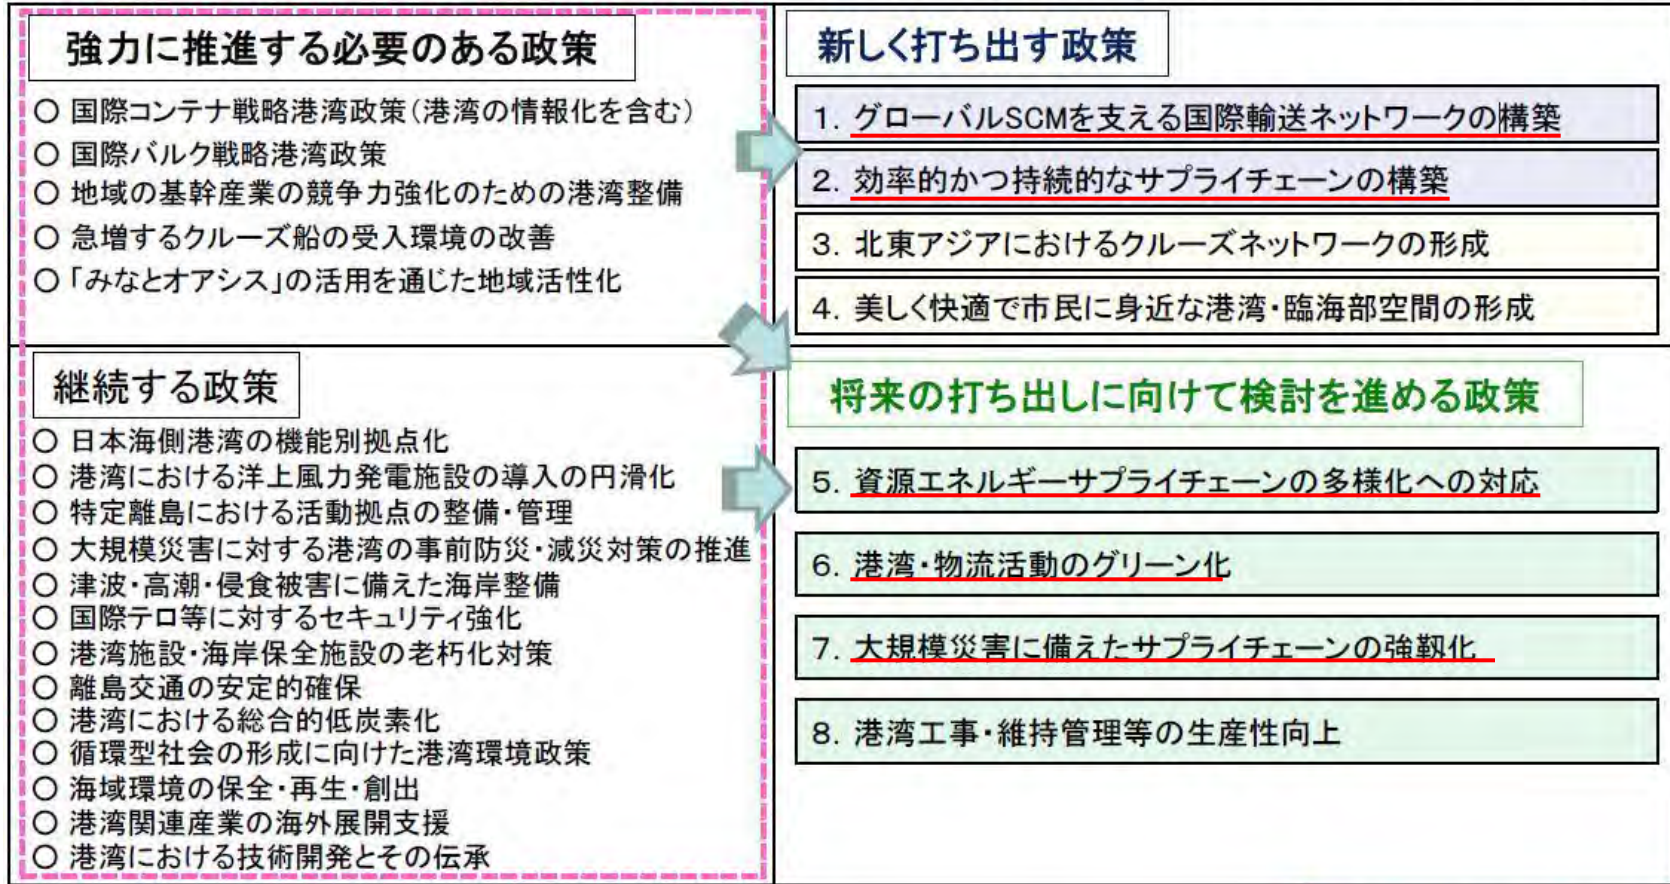 強力に推進する必要のある政策
○ 国際コンテナ戦略港湾政策(港湾の情報化を含む)
○ 国際バルク戦略港湾政策
○ 地域の基幹産業の競争力強化のための港湾整備
○ 急増するクルーズ船の受入環境の改善
○「みなとオアシス」の活用を通じた地域活性化
新しく打ち出す政策
1. グローバルSCMを支える国際輸送ネットワークの構築
2. 効率的かつ持続的なサプライチェーンの構築
3. 北東アジアにおけるクルーズネットワークの形成
4. 美しく快適で市民に身近な港湾・臨海部空間の形成
継続する政策
○ 日本海側港湾の機能別拠点化
○ 港湾における洋上風力発電施設の導入の円滑化
○ 特定離島における活動拠点の整備・管理
○ 大規模災害に対する港湾の事前防災・減災対策の推進
○ 津波・高潮・侵食被害に備えた海岸整備
○ 国際テロ等に対するセキュリティ強化
○ 港湾施設・海岸保全施設の老朽化対策
○ 離島交通の安定的確保
○ 港湾における総合的低炭素化
○ 循環型社会の形成に向けた港湾環境政策
○ 海域環境の保全・再生・創出
○ 港湾関連産業の海外展開支援
○ 港湾における技術開発とその伝承
将来の打ち出しに向けて検討を進める政策
5. 資源エネルギーサプライチェーンの多様化への対応
6. 港湾・物流活動のグリーン化
7. 大規模災害に備えたサプライチェーンの強靱化
8. 港湾工事・維持管理等の生産性向上